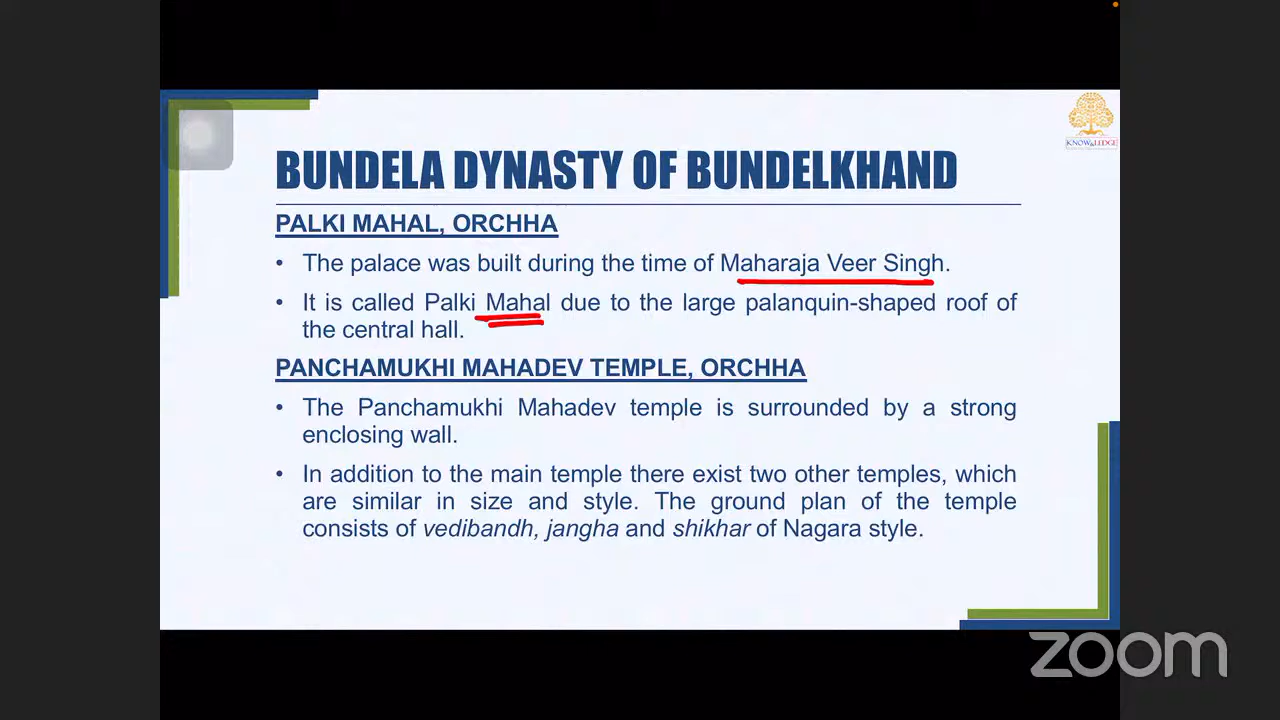 KNOWLEDGE
BUNDELA DYNASTY OF BUNDELKHAND
PALKI MAHAL, ORCHHA
• The palace was built during the time of Maharaja Veer Singh.
• It is called Palki Mahal due to the large palanquin-shaped roof of
the central hall.
PANCHAMUKHI MAHADEV TEMPLE, ORCHHA
• The Panchamukhi Mahadev temple is surrounded by a strong
enclosing wall.
• In addition to the main temple there exist two other temples, which
are similar in size and style. The ground plan of the temple
consists of vedibandh, jangha and shikhar of Nagara style.
zoom